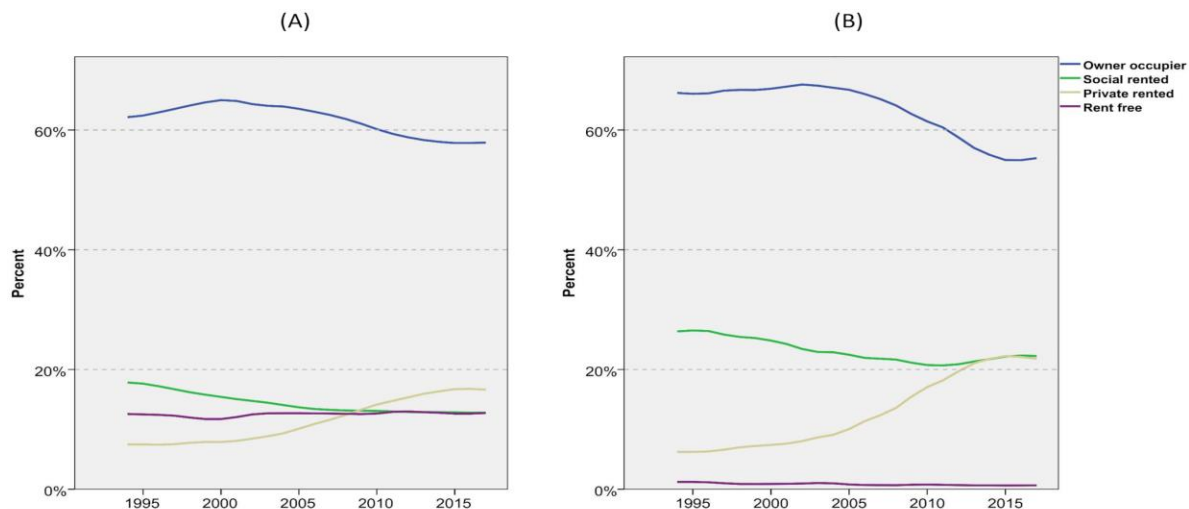 (A)
(B)
Owner occupier
Social rented
Private rented
Rent free
Percent
60%
40%
20%
0%
1995 2000 2005 2010 2015
Percent
60%
40%
20%
0%
1995 2000 2005 2010 2015